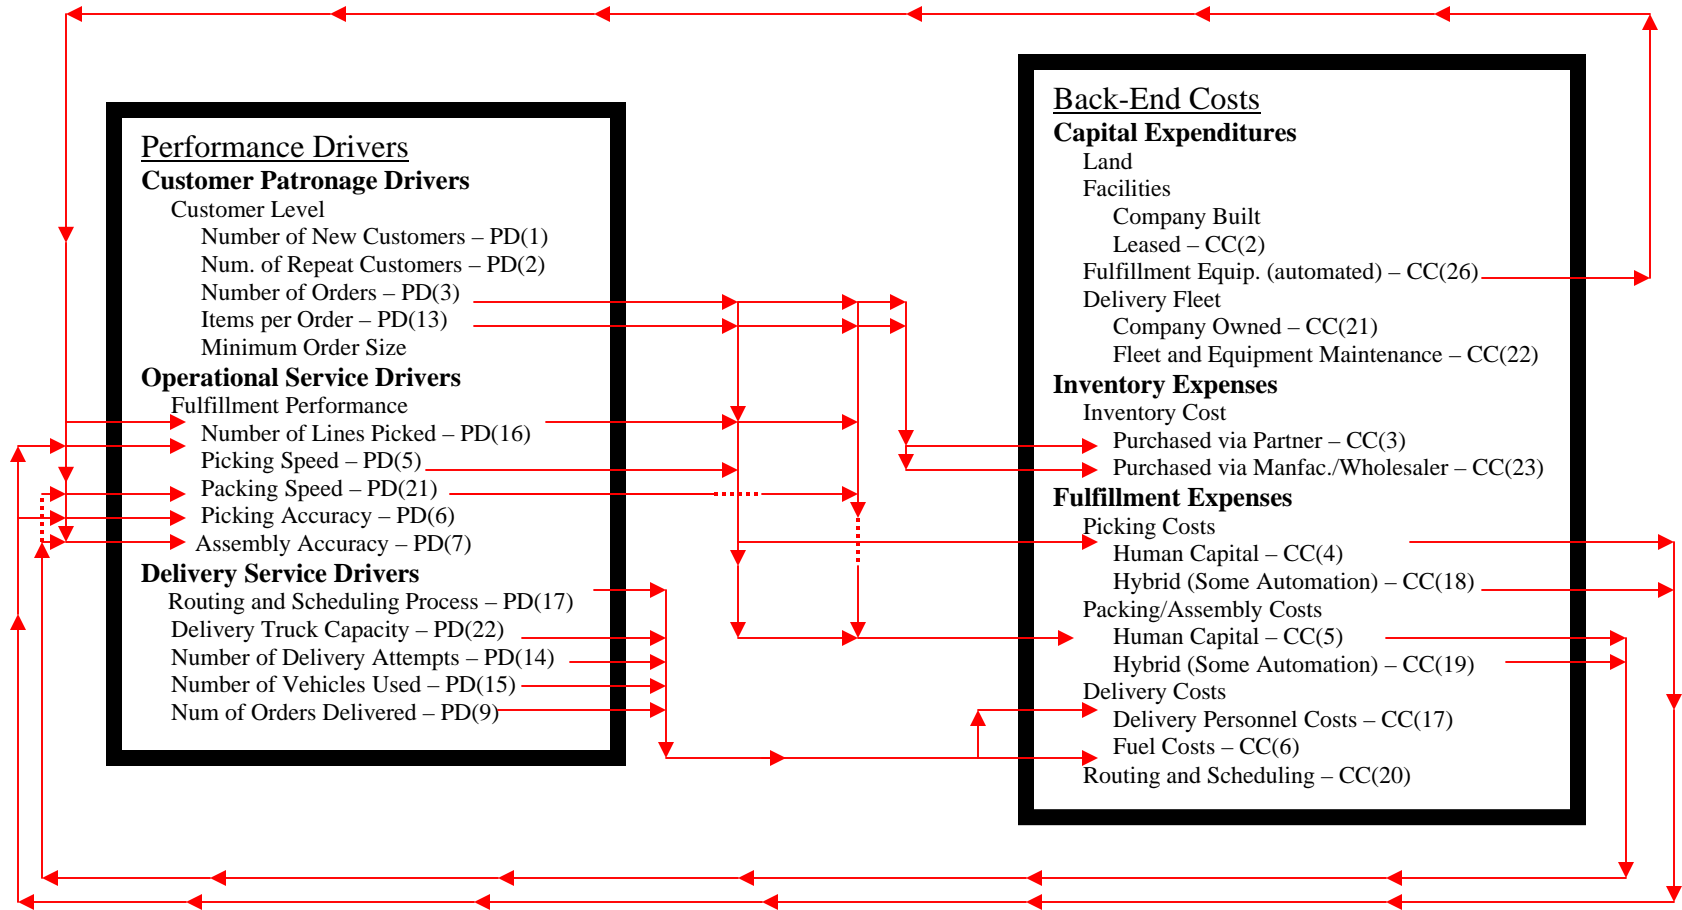 Performance Drivers
Customer Patronage Drivers
Customer Level
Number of New Customers – PD(1)
Num. of Repeat Customers – PD(2)
Number of Orders – PD(3)
Items per Order – PD(13)
Minimum Order Size
Operational Service Drivers
Fulfillment Performance
Number of Lines Picked – PD(16)
Picking Speed – PD(5)
Packing Speed – PD(21)
Picking Accuracy – PD(6)
Assembly Accuracy – PD(7)
Delivery Service Drivers
Routing and Scheduling Process – PD(17)
Delivery Truck Capacity – PD(22)
Number of Delivery Attempts – PD(14)
Number of Vehicles Used – PD(15)
Num of Orders Delivered – PD(9)
Back-End Costs
Capital Expenditures
Land
Facilities
Company Built
Leased – CC(2)
Fulfillment Equip. (automated) – CC(26)
Delivery Fleet
Company Owned – CC(21)
Fleet and Equipment Maintenance – CC(22)
Inventory Expenses
Inventory Cost
Purchased via Partner – CC(3)
Purchased via Manfac./Wholesaler – CC(23)
Fulfillment Expenses
Picking Costs
Human Capital – CC(4)
Hybrid (Some Automation) – CC(18)
Packing/Assembly Costs
Human Capital – CC(5)
Hybrid (Some Automation) – CC(19)
Delivery Costs
Delivery Personnel Costs – CC(17)
Fuel Costs – CC(6)
Routing and Scheduling – CC(20)